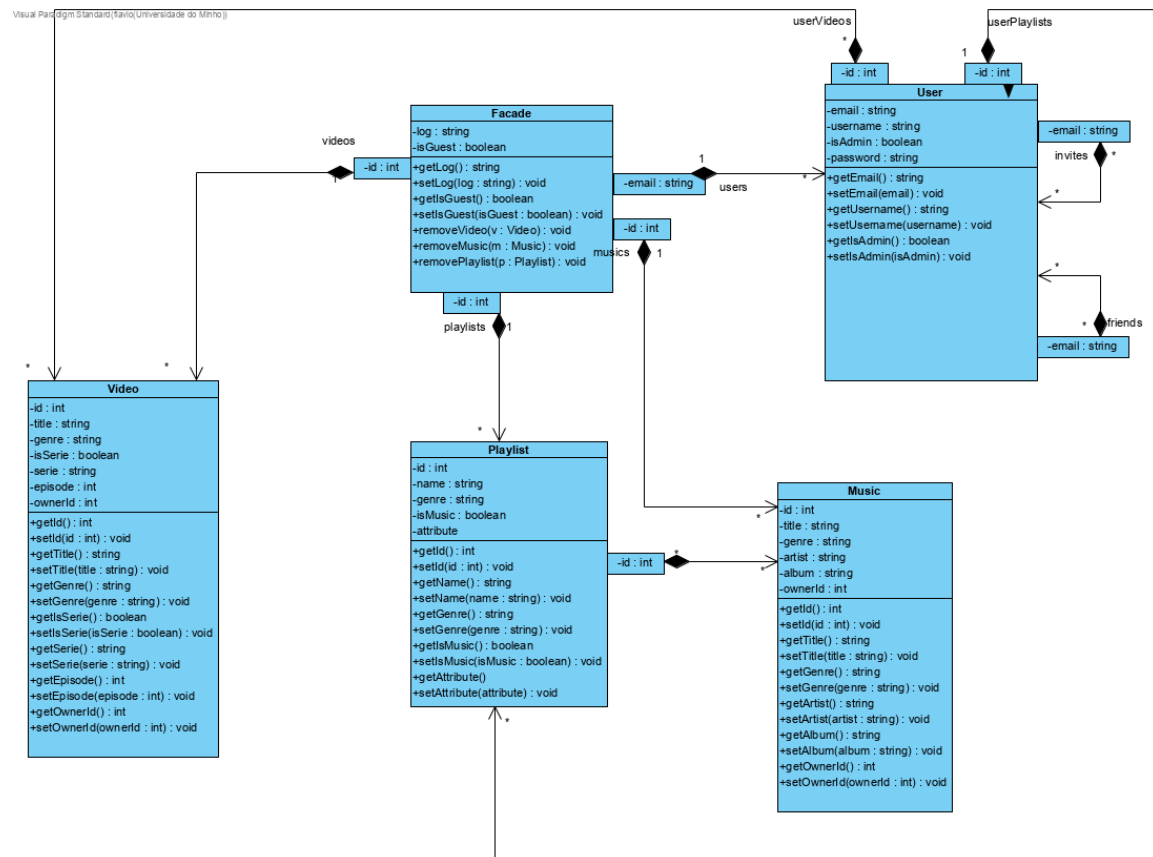 Visual Paradigm Standard(flavio(Universidade do Minho))
userVideos
*
-id : int
userPlaylists
1
-id : int
User
-email : string
-username : string
-isAdmin : boolean
-password : string
+getEmail() : string
+setEmail(email) : void
+getUsername() : string
+setUsername(username) : void
+getIsAdmin() : boolean
+setIsAdmin(isAdmin) : void
-email : string
invites
*
*
*
*
friends
-email : string
Facade
-log : string
-isGuest : boolean
+getLog() : string
+setLog(log : string) : void
+getIsGuest() : boolean
+setIsGuest(isGuest : boolean) : void
+removeVideo(v : Video) : void
+removeMusic(m : Music) : void
+removePlaylist(p : Playlist) : void
videos
-id : int
1
-email : string
1
users
*
-id : int
musics
1
-id : int
playlists
1
*
*
*
Video
-id : int
-title : string
-genre : string
-isSerie : boolean
-serie : string
-episode : int
-ownerId : int
+getId() : int
+setId(id : int) : void
+getTitle() : string
+setTitle(title : string) : void
+getGenre() : string
+setGenre(genre : string) : void
+getIsSerie() : boolean
+setIsSerie(isSerie : boolean) : void
+getSerie() : string
+setSerie(serie : string) : void
+getEpisode() : int
+setEpisode(episode : int) : void
+getOwnerId() : int
+setOwnerId(ownerId : int) : void
Playlist
-id : int
-name : string
-genre : string
-isMusic : boolean
-attribute
+getId() : int
+setId(id : int) : void
+getName() : string
+setName(name : string) : void
+getGenre() : string
+setGenre(genre : string) : void
+getIsMusic() : boolean
+setIsMusic(isMusic : boolean) : void
+getAttribute()
+setAttribute(attribute) : void
*
-id : int
*
*
*
Music
-id : int
-title : string
-genre : string
-artist : string
-album : string
-ownerId : int
+getId() : int
+setId(id : int) : void
+getTitle() : string
+setTitle(title : string) : void
+getGenre() : string
+setGenre(genre : string) : void
+getArtist() : string
+setArtist(artist : string) : void
+getAlbum() : string
+setAlbum(album : string) : void
+getOwnerId() : int
+setOwnerId(ownerId : int) : void